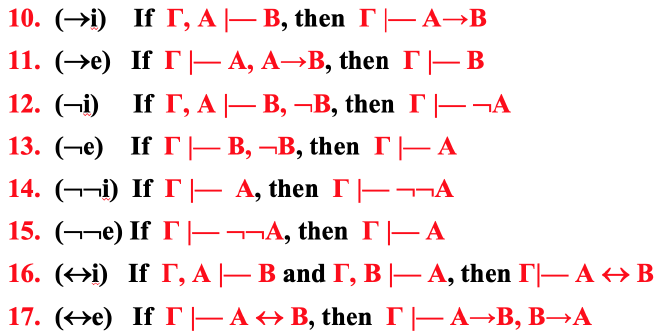 10. (→i) If Γ, A |— B, then Γ |— A→B
11. (→e) If Γ |— A, A→B, then Γ |— B
12. (¬i) If Γ, A |— B, ¬B, then Γ |— ¬A
13. (¬e) If Γ |— B, ¬B, then Γ |— A
14. (¬¬i) If Γ |— A, then Γ |— ¬¬A
15. (¬¬e) If Γ |— ¬¬A, then Γ |— A
16. (↔i) If Γ, A |— B and Γ, B |— A, then Γ|— A ↔ B
17. (↔e) If Γ |— A ↔ B, then Γ |— A→B, B→A